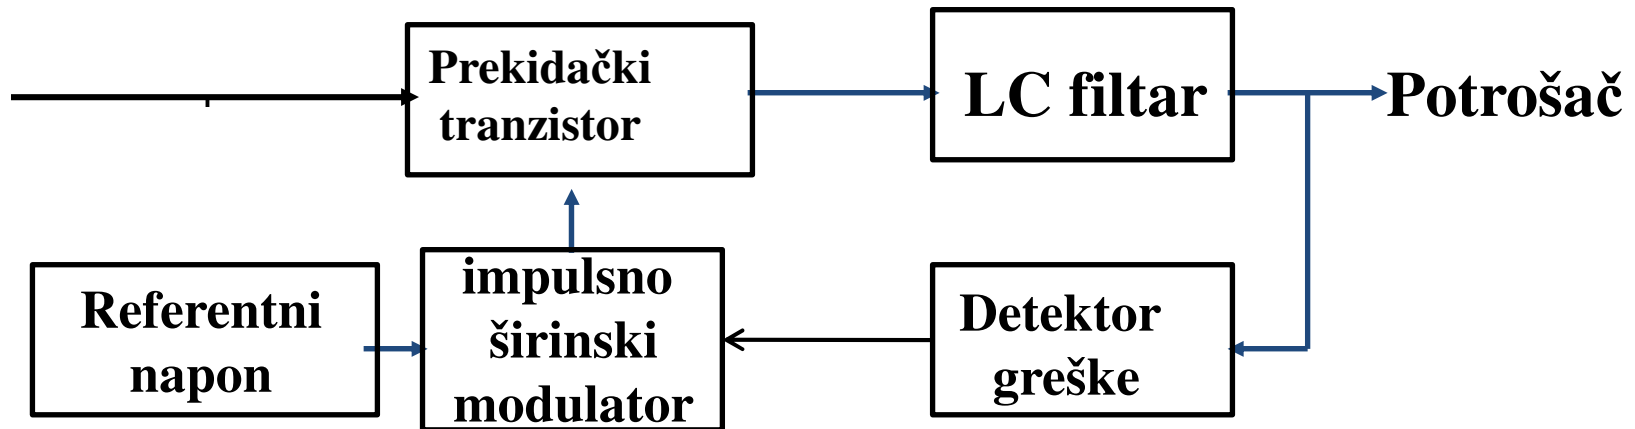 Prekidački
tranzistor
LC filtar
Potrošač
Referentni
napon
impulsno
širinski
modulator
Detektor
greške